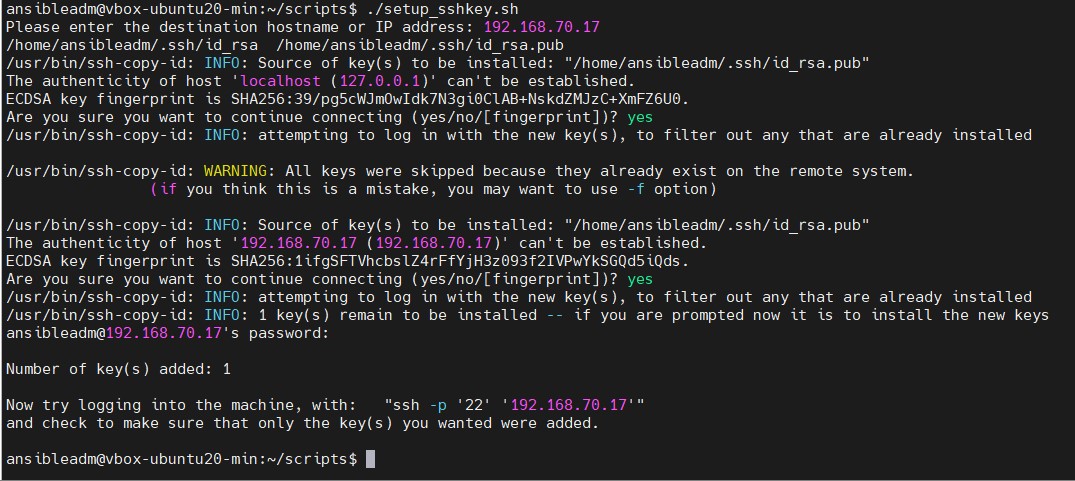 ansibleadm@vbox-ubuntu20-min:~/scripts$ ./setup_sshkey.sh
Please enter the destination hostname or IP address: 192.168.70.17
/home/ansibleadm/.ssh/id_rsa  /home/ansibleadm/.ssh/id_rsa.pub
/usr/bin/ssh-copy-id: INFO: Source of key(s) to be installed: "/home/ansibleadm/.ssh/id_rsa.pub"
The authenticity of host 'localhost (127.0.0.1)' can't be established.
ECDSA key fingerprint is SHA256:39/pg5cWJmOwIdk7N3gi0ClAB+NskdZMJzC+XmFZ6U0.
Are you sure you want to continue connecting (yes/no/[fingerprint])? yes
/usr/bin/ssh-copy-id: INFO: attempting to log in with the new key(s), to filter out any that are already installed
/usr/bin/ssh-copy-id: WARNING: All keys were skipped because they already exist on the remote system.
(if you think this is a mistake, you may want to use -f option)
/usr/bin/ssh-copy-id: INFO: Source of key(s) to be installed: "/home/ansibleadm/.ssh/id_rsa.pub"
The authenticity of host '192.168.70.17 (192.168.70.17)' can't be established.
ECDSA key fingerprint is SHA256:1ifgSFTVhcbslZ4rFfYjH3z093f2IVPwYkSGQd5iQds.
Are you sure you want to continue connecting (yes/no/[fingerprint])? yes
/usr/bin/ssh-copy-id: INFO: attempting to log in with the new key(s), to filter out any that are already installed
/usr/bin/ssh-copy-id: INFO: 1 key(s) remain to be installed -- if you are prompted now it is to install the new keys
ansibleadm@192.168.70.17's password:
Number of key(s) added: 1
Now try logging into the machine, with:   "ssh -p '22' '192.168.70.17'"
and check to make sure that only the key(s) you wanted were added.
ansibleadm@vbox-ubuntu20-min:~/scripts$